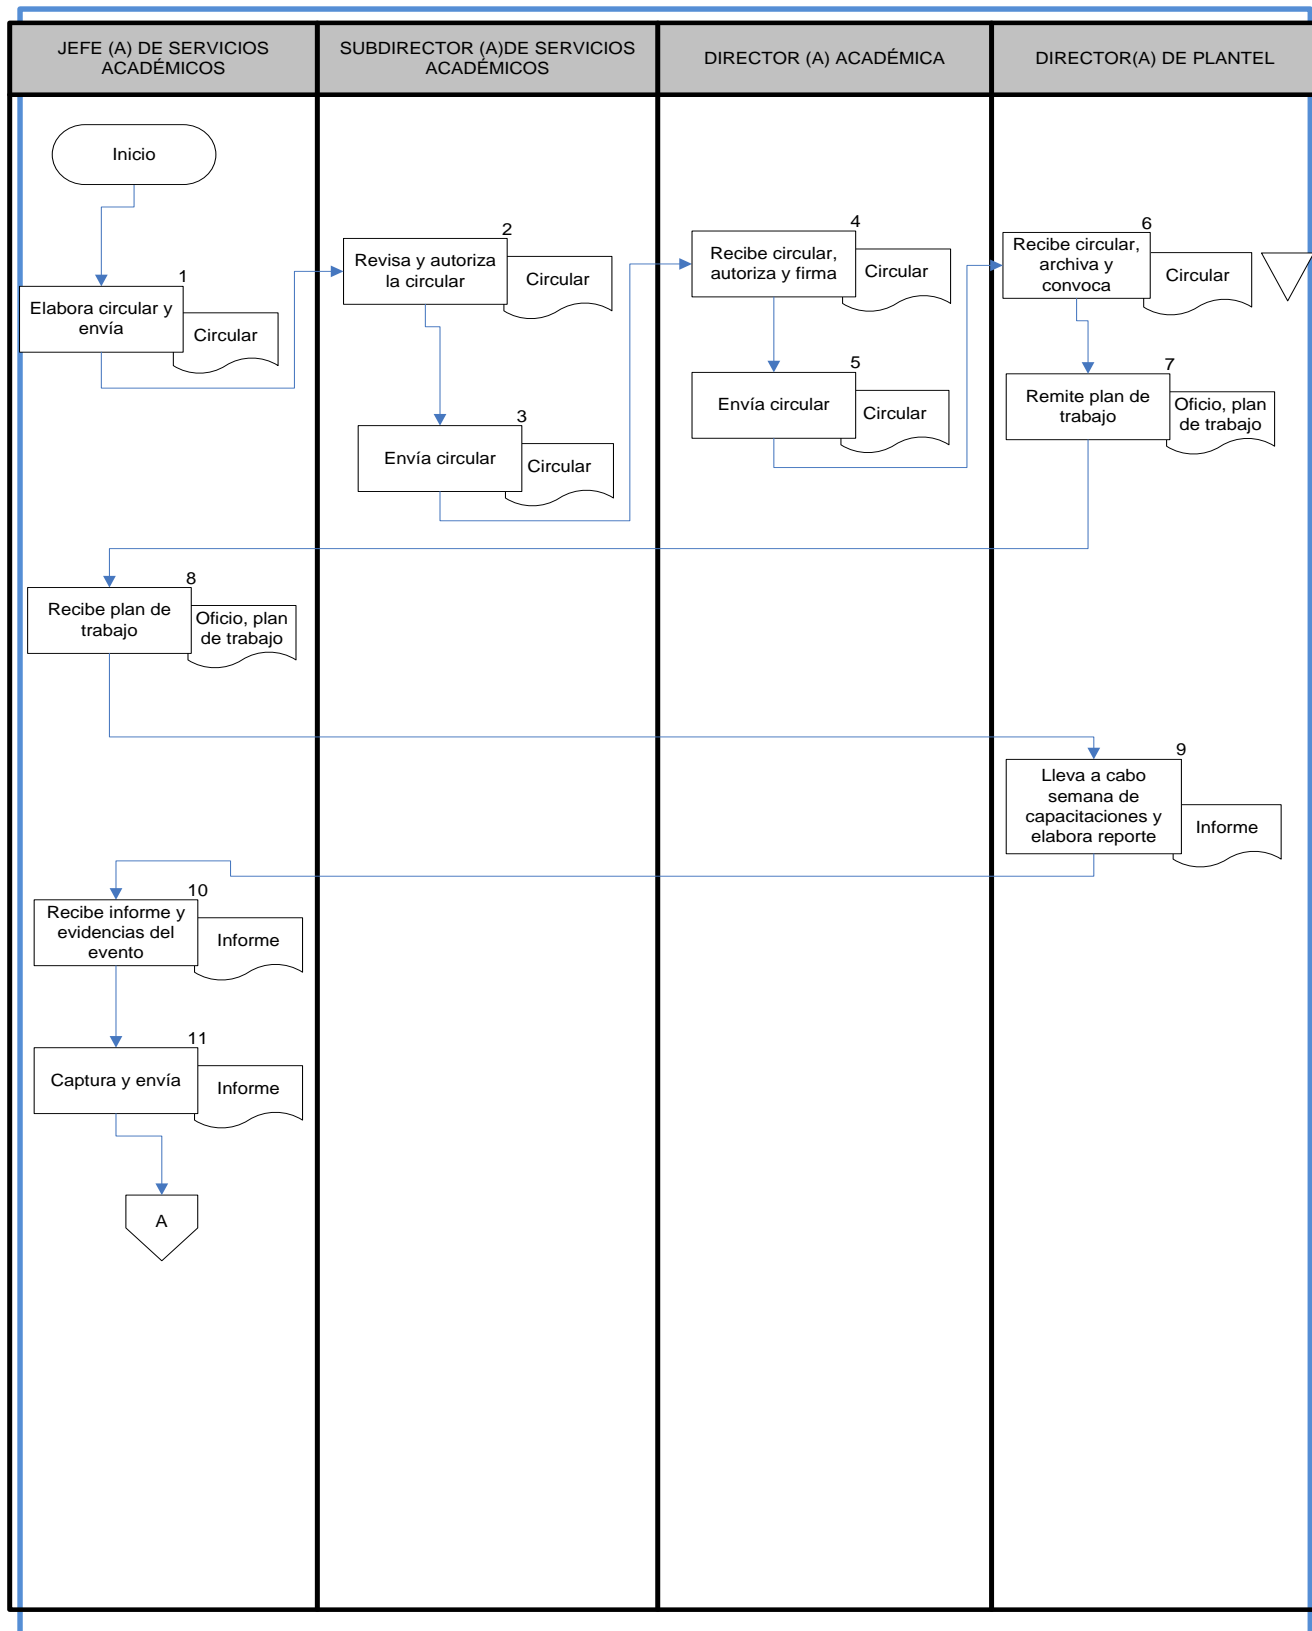 JEFE (A) DE SERVICIOS
ACADÉMICOS
SUBDIRECTOR (A)DE SERVICIOS
ACADÉMICOS
DIRECTOR (A) ACADÉMICA
DIRECTOR(A) DE PLANTEL
Inicio
1
Elabora circular y
envía
Circular
2
Revisa y autoriza
la circular
Circular
3
Envía circular
Circular
4
Recibe circular,
autoriza y firma
Circular
5
Envía circular
Circular
6
Recibe circular,
archiva y
convoca
Circular
7
Remite plan de
trabajo
Oficio, plan
de trabajo
8
Recibe plan de
trabajo
Oficio, plan
de trabajo
9
Lleva a cabo
semana de
capacitaciones y
elabora reporte
Informe
10
Recibe informe y
evidencias del
evento
Informe
11
Captura y envía
Informe
A